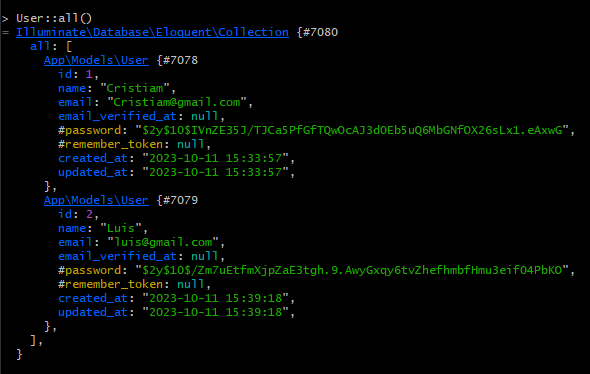 > User::all()
= Illuminate\Database\Eloquent\Collection {#7080
all: [
App\Models\User {#7078
id: 1,
name: "Cristiam",
email: "Cristiam@gmail.com",
email_verified_at: null,
#password: "$2y$10$IVnZE35J/TJCa5PfGfTQwOcAJ3dOEb5uQ6MbGNfOX26sLx1.eAxwG",
#remember_token: null,
created_at: "2023-10-11 15:33:57",
updated_at: "2023-10-11 15:33:57",
},
App\Models\User {#7079
id: 2,
name: "Luis",
email: "luis@gmail.com",
email_verified_at: null,
#password: "$2y$10$/Zm7uEtfmXjpZaE3tgh.9.AwyGxqy6tvZhefhmbfHmu3eifO4PbKO",
#remember_token: null,
created_at: "2023-10-11 15:39:18",
updated_at: "2023-10-11 15:39:18",
},
],
}